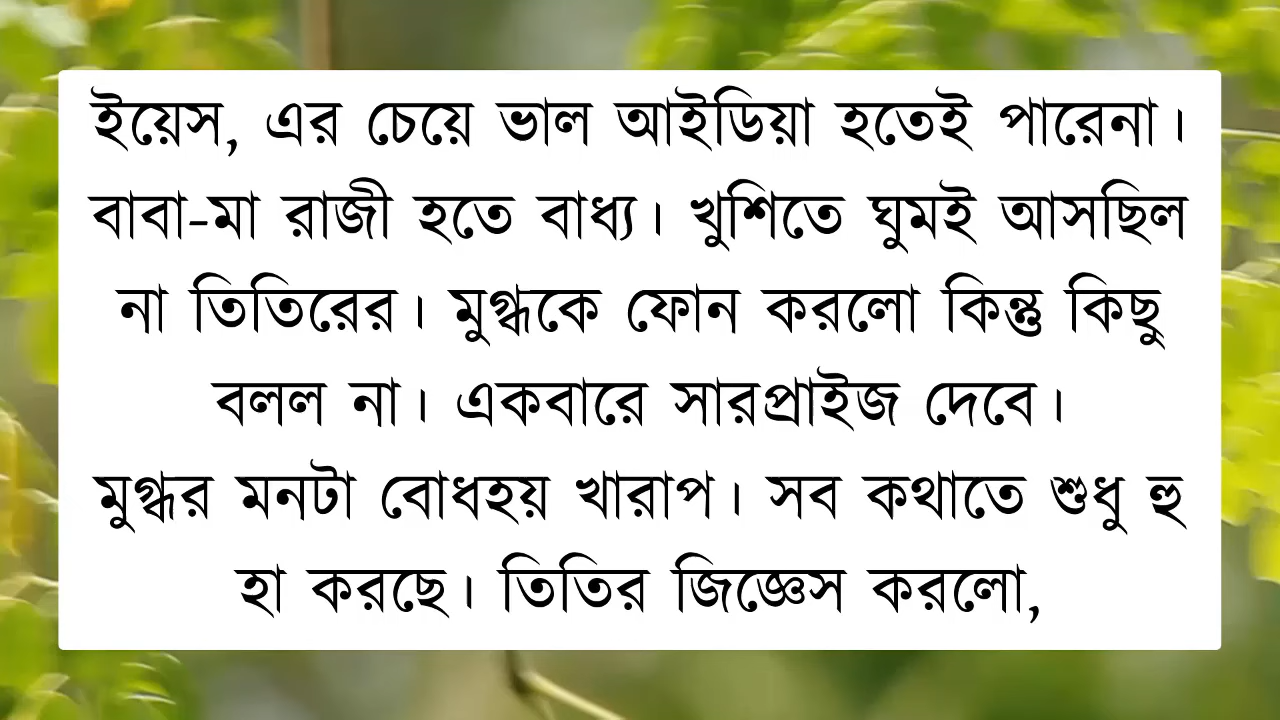 ইয়েস, এর চেয়ে ভাল আইডিয়া হতেই পারেনা।
বাবা-মা রাজী হতে বাধ্য। খুশিতে ঘুমই আসছিল
না তিতিরের। মুগ্ধকে ফোন করলো কিন্তু কিছু
বলল না। একবারে সারপ্রাইজ দেবে।
মুগ্ধর মনটা বোধহয় খারাপ। সব কথাতে শুধু হু
হা করছে। তিতির জিজ্ঞেস করলো,